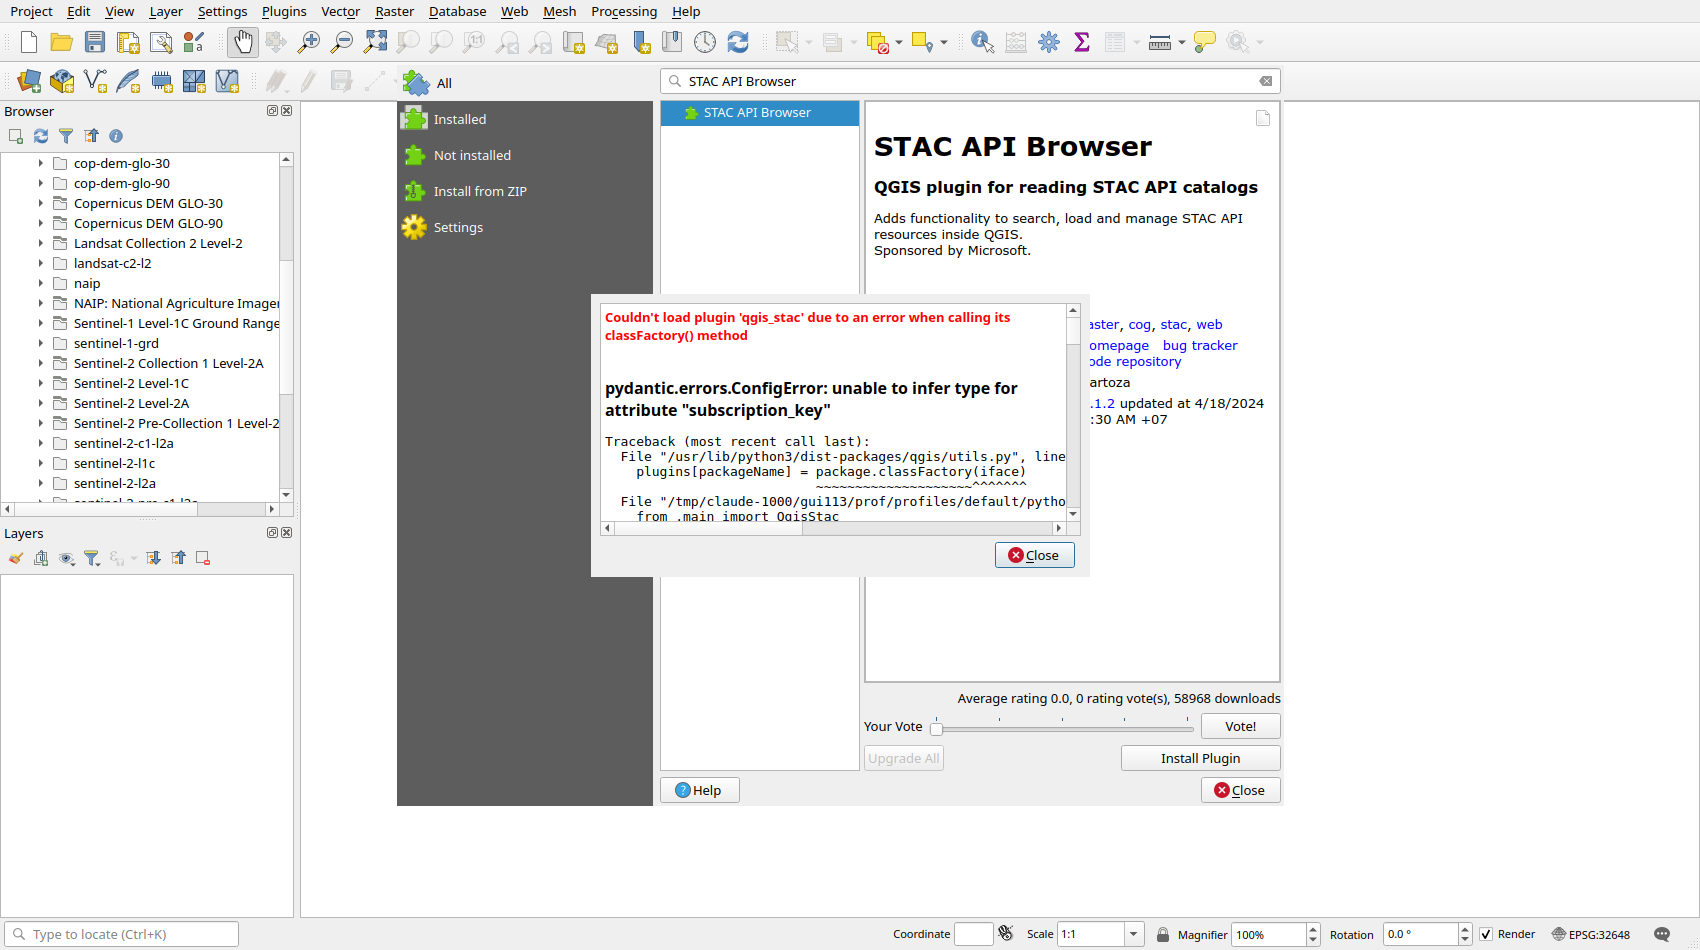 Project Edit View Layer Settings Plugins Vector Raster Database Web Mesh Processing Help
All
STAC API Browser
Browser
Installed
Not installed
Install from ZIP
Settings
STAC API Browser
STAC API Browser
QGIS plugin for reading STAC API catalogs
Adds functionality to search, load and manage STAC API
resources inside QGIS.
Sponsored by Microsoft.
cop-dem-glo-30
cop-dem-glo-90
Copernicus DEM GLO-30
Copernicus DEM GLO-90
Landsat Collection 2 Level-2
landsat-c2-l2
naip
NAIP: National Agriculture Imager
Sentinel-1 Level-1C Ground Range
sentinel-1-grd
Sentinel-2 Collection 1 Level-2A
Sentinel-2 Level-1C
Sentinel-2 Level-2A
Sentinel-2 Pre-Collection 1 Level-2
sentinel-2-c1-l2a
sentinel-2-l1c
sentinel-2-l2a
sentinel-2-pre-c1-l2a
aster, cog, stac, web
omepage bug tracker
ode repository
artoza
.1.2 updated at 4/18/2024
:30 AM +07
Couldn't load plugin 'qgis_stac' due to an error when calling its
classFactory() method
pydantic.errors.ConfigError: unable to infer type for
attribute "subscription_key"
Traceback (most recent call last):
File "/usr/lib/python3/dist-packages/qgis/utils.py", line
plugins[packageName] = package.classFactory(iface)
~~~~~~~~~~~~~~~~~~~~^^^^^^^
File "/tmp/claude-1000/gui113/prof/profiles/default/pytho
from .main import QgisStac
Close
Layers
Average rating 0.0, 0 rating vote(s), 58968 downloads
Your Vote
Vote!
Upgrade All
Install Plugin
Help
Close
Type to locate (Ctrl+K)
Coordinate
Scale 1:1
Magnifier 100%
Rotation 0.0 °
Render
EPSG:32648